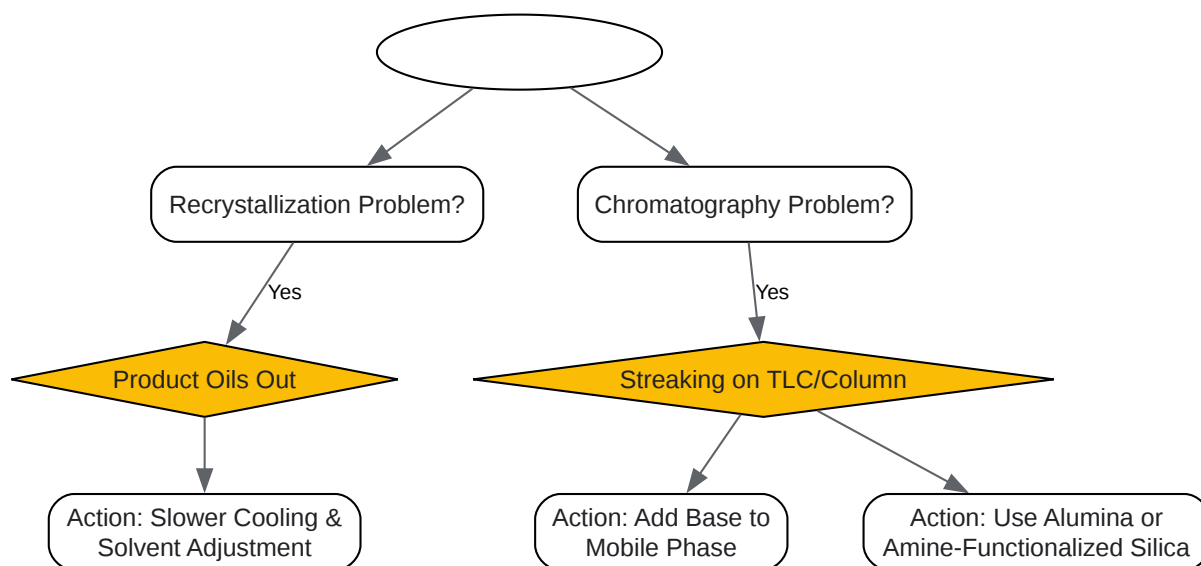 Recrystallization Problem?
Chromatography Problem?
Yes
Yes
Product Oils Out
Streaking on TLC/Column
Action: Slower Cooling &
Solvent Adjustment
Action: Add Base to
Mobile Phase
Action: Use Alumina or
Amine-Functionalized Silica